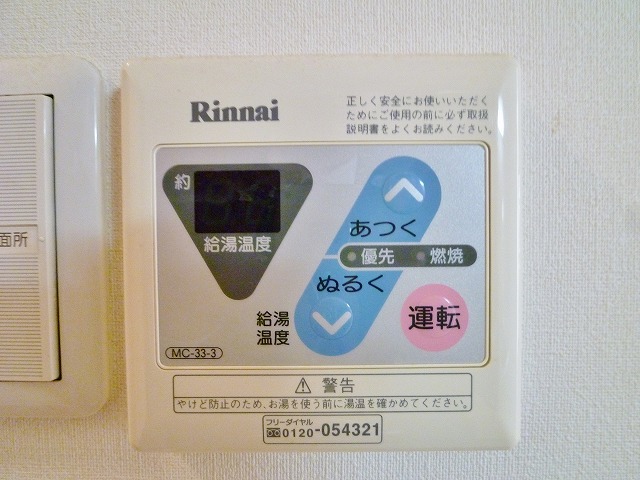 Rinnai
正しく安全にお使いいただく
ためにご使用の前に必ず取扱
説明書をよくお読みください。
約
給湯温度
あつく
優先 燃焼
ぬるく
給湯
温度
運転
MC-33-3
面所
⚠ 警告
やけど防止のため、お湯を使う前に湯温を確かめてください。
フリーダイヤル
0120-054321